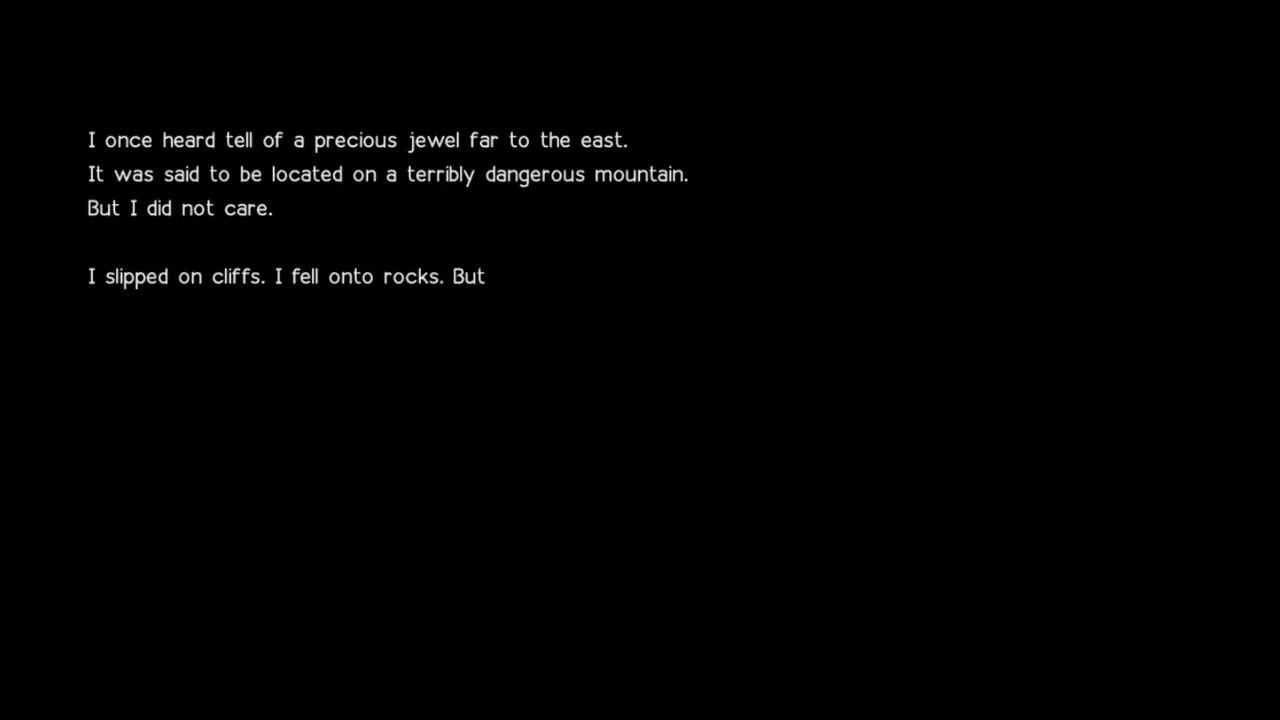 I once heard tell of a precious jewel far to the east.
It was said to be located on a terribly dangerous mountain.
But I did not care.
I slipped on cliffs. I fell onto rocks. But